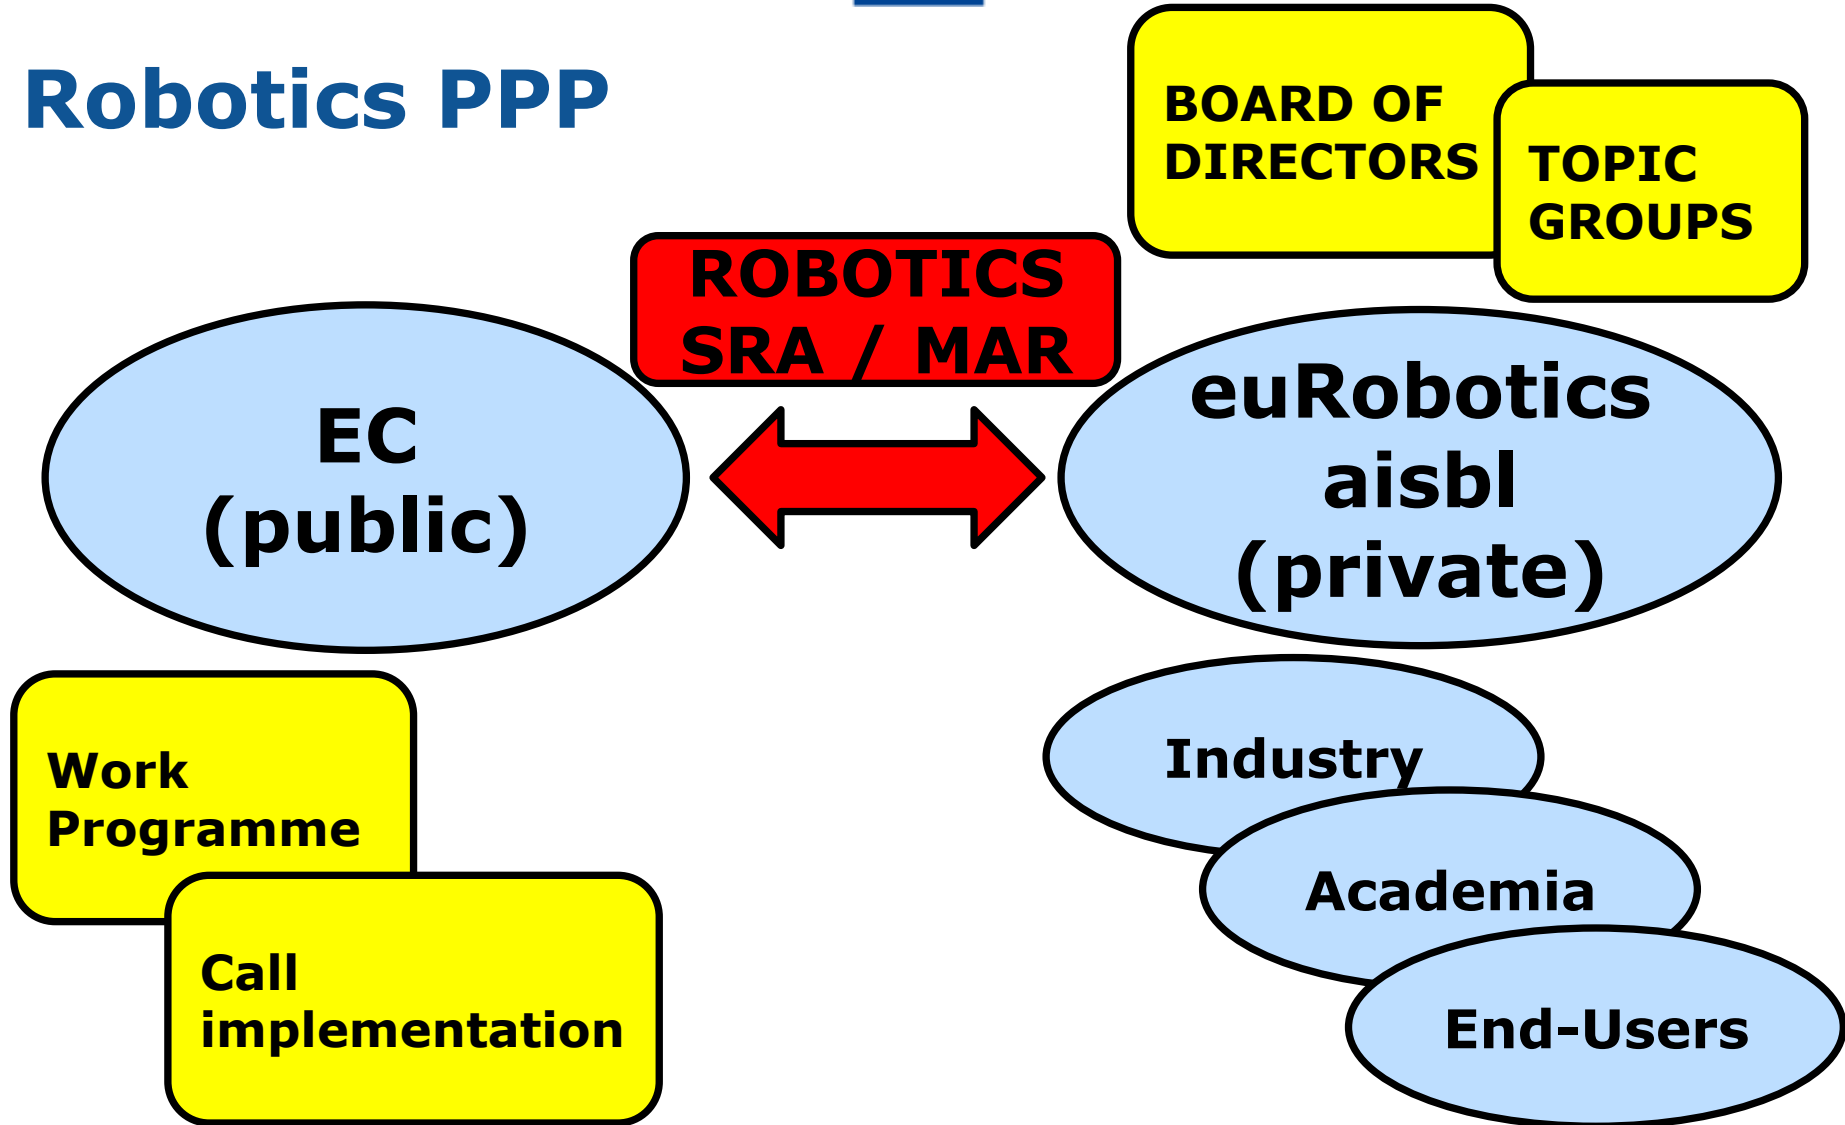 Robotics PPP
BOARD OF
DIRECTORS
TOPIC
GROUPS
ROBOTICS
SRA / MAR
EC
(public)
euRobotics
aisbl
(private)
Work
Programme
Call
implementation
Industry
Academia
End-Users